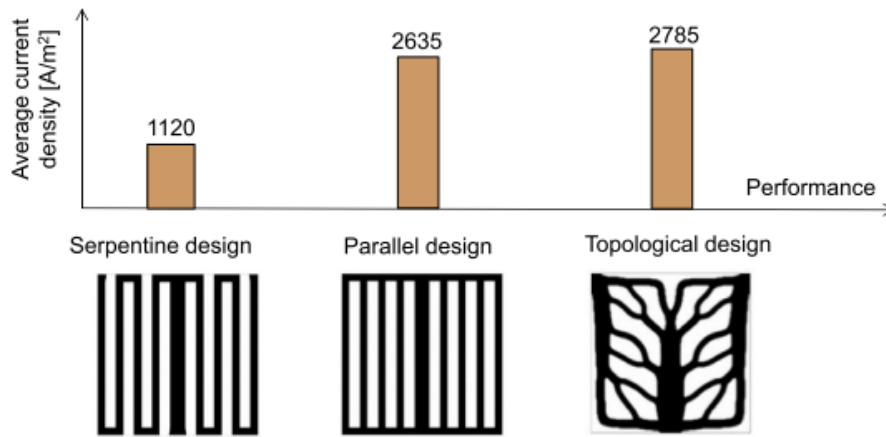 Average current
density [A/m²]
1120
2635
2785
Performance
Serpentine design
Parallel design
Topological design